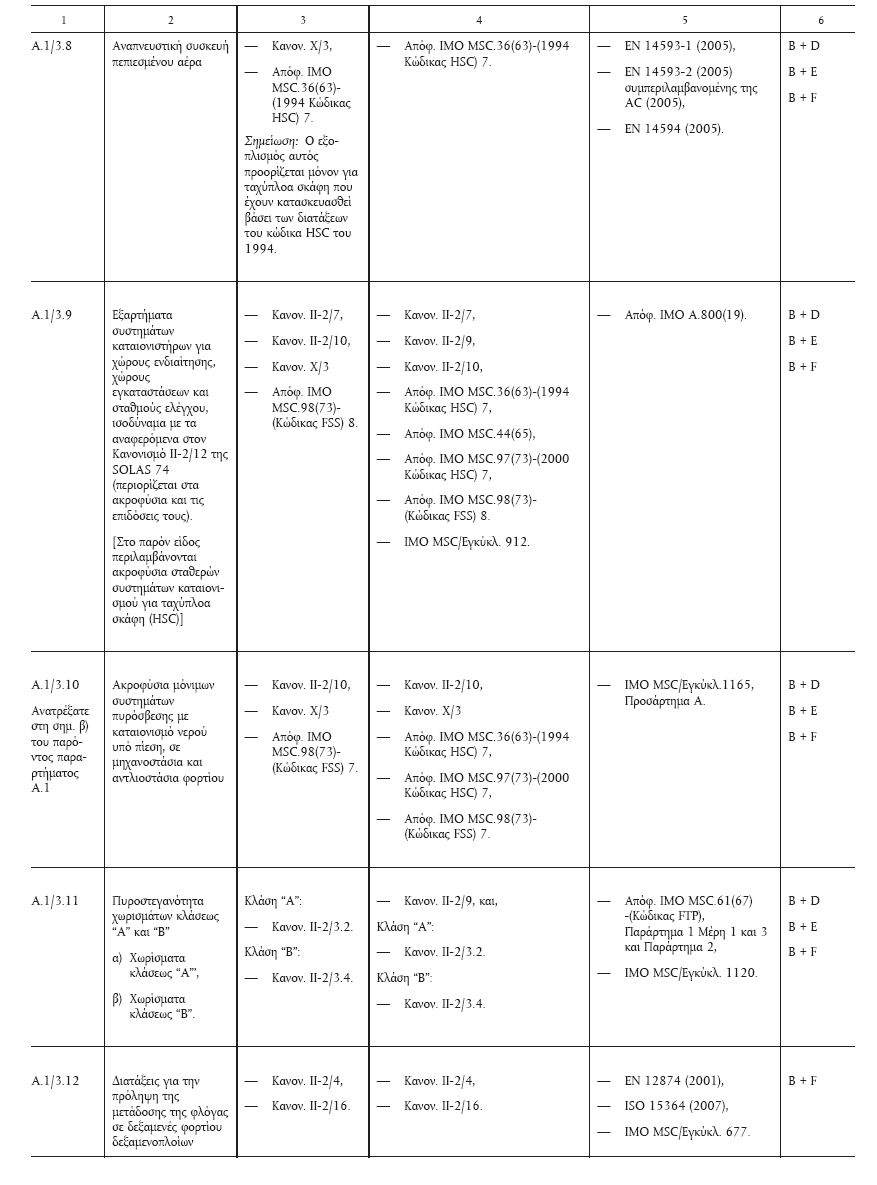 1
2
3
4
5
6
A.1/3.8
Αναπνευστική συσκευή
πεπιεσμένου αέρα
— Κανον. X/3,
— Απόφ. IMO
MSC.36(63)-
(1994 Κώδικας
HSC) 7.
Σημείωση: Ο εξο-
πλισμός αυτός
προορίζεται μόνον για
ταχύπλοα σκάφη που
έχουν κατασκευασθεί
βάσει των διατάξεων
του κώδικα HSC του
1994.
— Απόφ. IMO MSC.36(63)-(1994
Κώδικας HSC) 7.
— EN 14593-1 (2005),
— EN 14593-2 (2005)
συμπεριλαμβανομένης της
AC (2005),
— EN 14594 (2005).
B + D
B + E
B + F
A.1/3.9
Εξαρτήματα
συστημάτων
καταιονιστήρων για
χώρους ενδιαίτησης,
χώρους
εγκαταστάσεων και
σταθμούς ελέγχου,
ισοδύναμα με τα
αναφερόμενα στον
Κανονισμό II-2/12 της
SOLAS 74
(περιορίζεται στα
ακροφύσια και τις
επιδόσεις τους).
[Στο παρόν είδος
περιλαμβάνονται
ακροφύσια σταθερών
συστημάτων καταιονι-
σμού για ταχύπλοα
σκάφη (HSC)]
— Κανον. II-2/7,
— Κανον. II-2/10,
— Κανον. X/3
— Απόφ. IMO
MSC.98(73)-
(Κώδικας FSS) 8.
— Κανον. II-2/7,
— Κανον. II-2/9,
— Κανον. II-2/10,
— Απόφ. IMO MSC.36(63)-(1994
Κώδικας HSC) 7,
— Απόφ. IMO MSC.44(65),
— Απόφ. IMO MSC.97(73)-(2000
Κώδικας HSC) 7,
— Απόφ. IMO MSC.98(73)-
(Κώδικας FSS) 8.
— IMO MSC/Εγκύκλ. 912.
— Απόφ. IMO A.800(19).
B + D
B + E
B + F
A.1/3.10
Ανατρέξατε
στη σημ. β)
του παρό-
ντος παρα-
ρτήματος
A.1
Ακροφύσια μόνιμων
συστημάτων
πυρόσβεσης με
καταιονισμό νερού
υπό πίεση, σε
μηχανοστάσια και
αντλιοστάσια φορτίου
— Κανον. II-2/10,
— Κανον. X/3
— Απόφ. IMO
MSC.98(73)-
(Κώδικας FSS) 7.
— Κανον. II-2/10,
— Κανον. X/3
— Απόφ. IMO MSC.36(63)-(1994
Κώδικας HSC) 7,
— Απόφ. IMO MSC.97(73)-(2000
Κώδικας HSC) 7,
— Απόφ. IMO MSC.98(73)-
(Κώδικας FSS) 7.
— IMO MSC/Εγκύκλ.1165,
Προσάρτημα A.
B + D
B + E
B + F
A.1/3.11
Πυροστεγανότητα
χωρισμάτων κλάσεως
“A” και “B”
α) Χωρίσματα
κλάσεως “A”,
β) Χωρίσματα
κλάσεως “B”.
Κλάση “A”:
— Κανον. II-2/3.2.
Κλάση “B”:
— Κανον. II-2/3.4.
— Κανον. II-2/9, και,
Κλάση “A”:
— Κανον. II-2/3.2.
Κλάση “B”:
— Κανον. II-2/3.4.
— Απόφ. IMO MSC.61(67)
-(Κώδικας FTP),
Παράρτημα 1 Μέρη 1 και 3
και Παράρτημα 2,
— IMO MSC/Εγκύκλ. 1120.
B + D
B + E
B + F
A.1/3.12
Διατάξεις για την
πρόληψη της
μετάδοσης της φλόγας
σε δεξαμενές φορτίου
δεξαμενοπλοίων
— Κανον. II-2/4,
— Κανον. II-2/16.
— Κανον. II-2/4,
— Κανον. II-2/16.
— EN 12874 (2001),
— ISO 15364 (2007),
— IMO MSC/Εγκύκλ. 677.
B + F